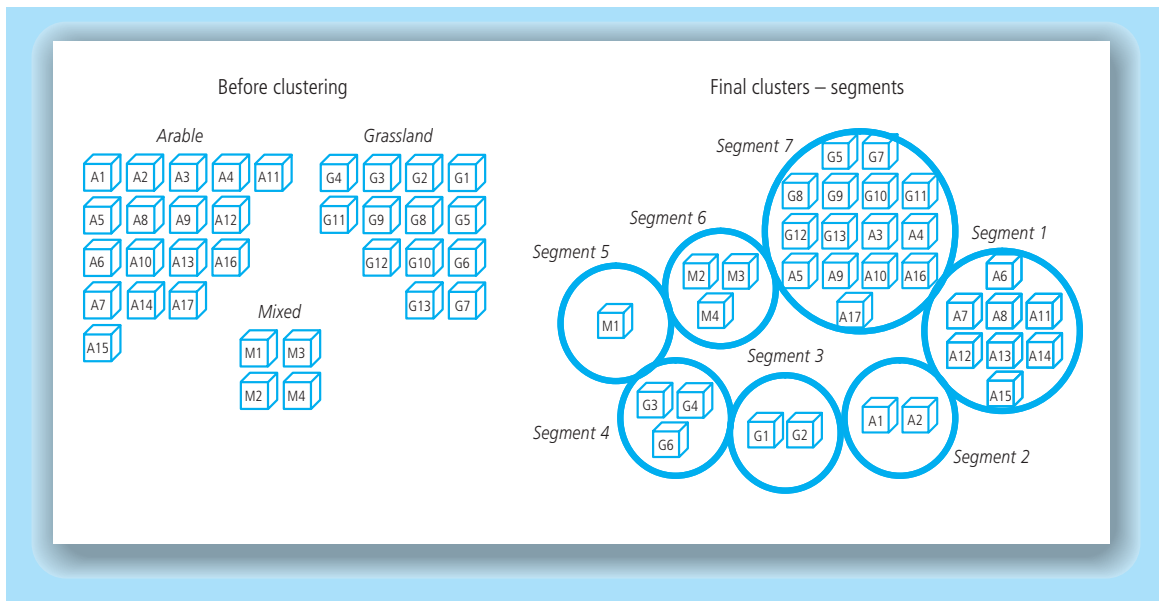 Before clustering
Arable
A1 A2 A3 A4 A11
A5 A8 A9 A12
A6 A10 A13 A16
A7 A14 A17
A15
Grassland
G4 G3 G2 G1
G11 G9 G8 G5
G12 G10 G6
G13 G7
Mixed
M1 M3
M2 M4
Final clusters – segments
Segment 7
G5 G7
G8 G9 G10 G11
G12 G13 A3 A4
A5 A9 A10 A16
A17
Segment 6
M2 M3
M4
Segment 5
M1
Segment 1
A6
A7 A8 A11
A12 A13 A14
A15
Segment 4
G3 G4
G6
Segment 3
G1 G2
Segment 2
A1 A2